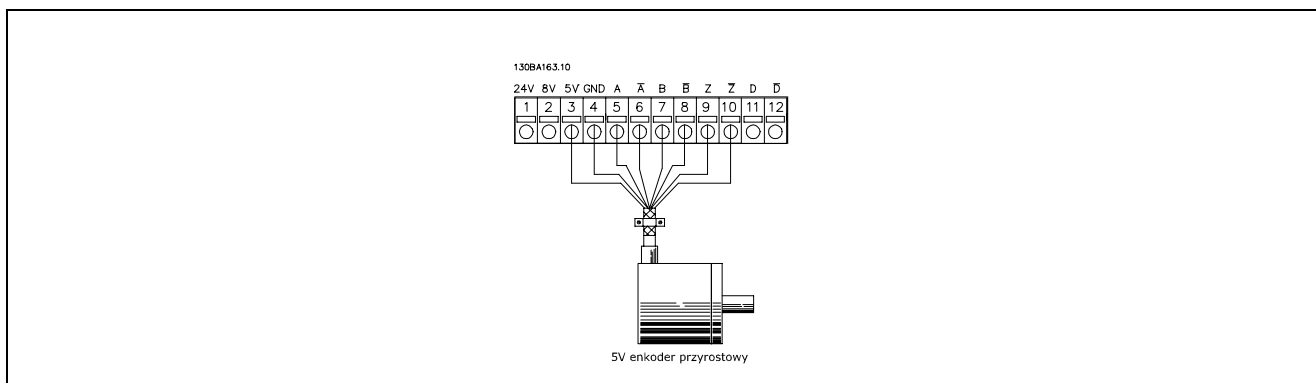 130BA163.10
24V 8V 5V GND A A̅ B B̅ Z Z̅ D D̅
1 2 3 4 5 6 7 8 9 10 11 12
5V enkoder przyrostowy